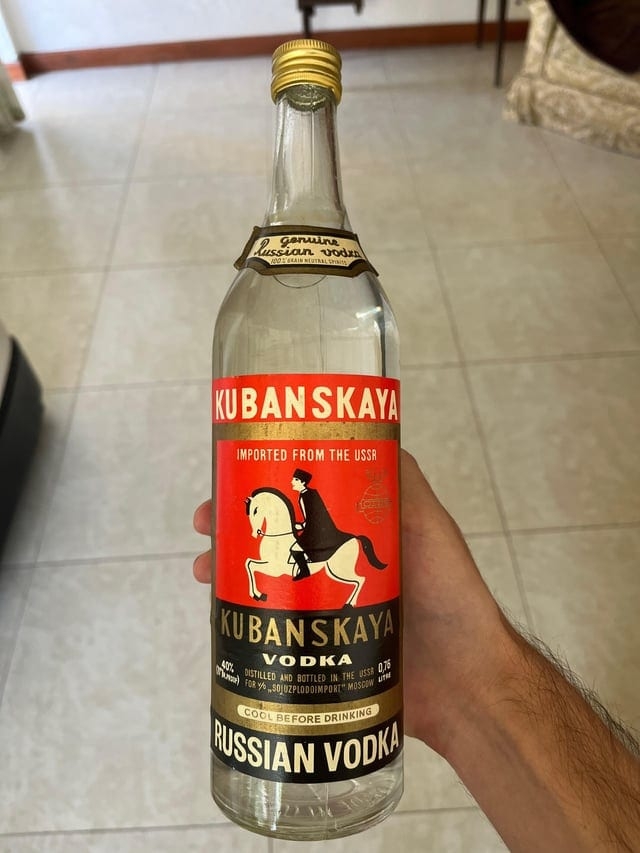 genuine
Russian vodka
100% GRAIN NEUTRAL SPIRITS
KUBANSKAYA
IMPORTED FROM THE USSR
KUBANSKAYA
VODKA
40%
DISTILLED AND BOTTLED IN THE USSR
FOR V/O „SOJUZPLODOIMPORT" MOSCOW
0,76
LITRE
COOL BEFORE DRINKING
RUSSIAN VODKA